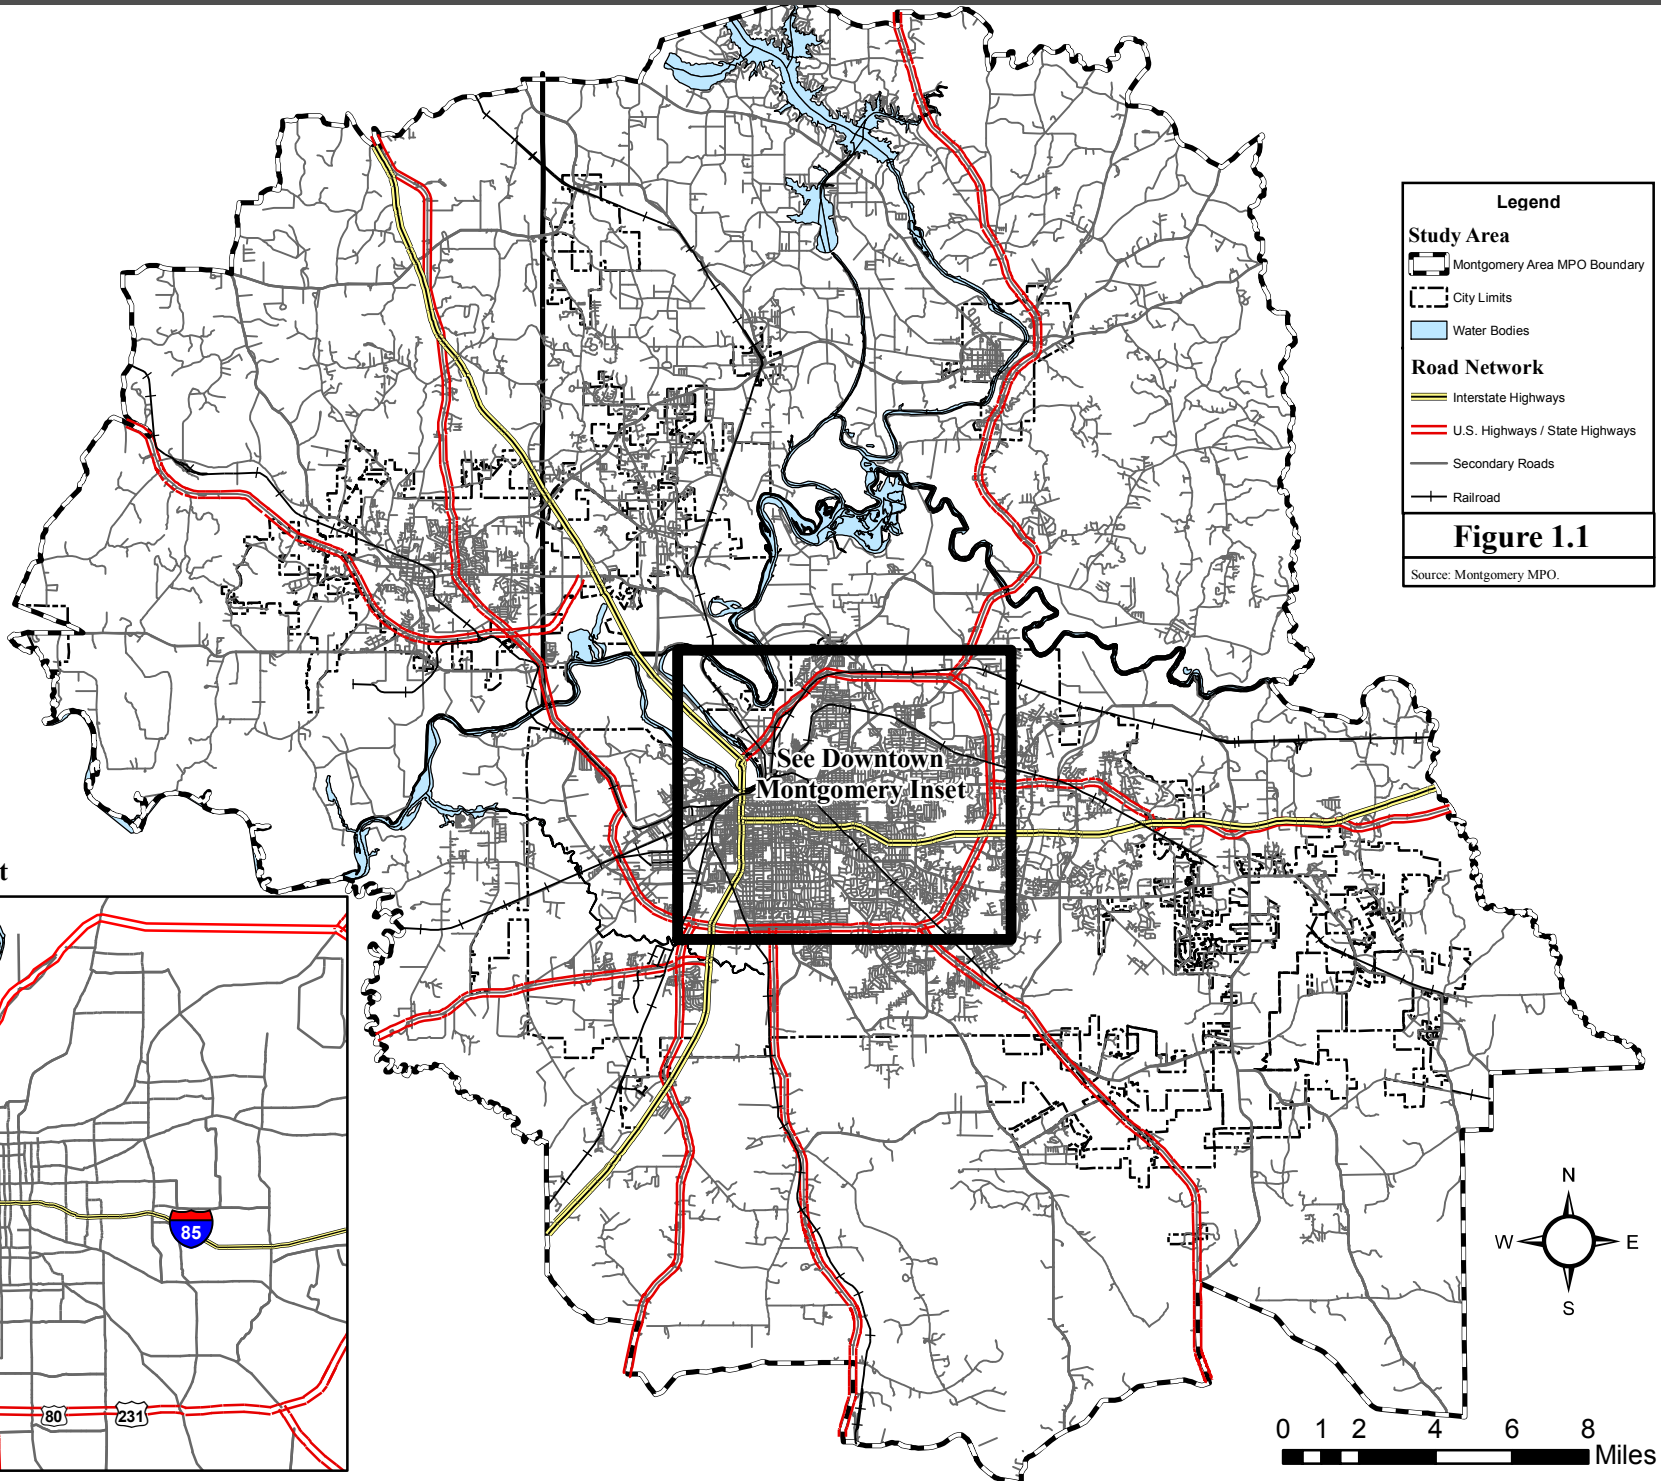 Legend
Study Area
Montgomery Area MPO Boundary
City Limits
Water Bodies
Road Network
Interstate Highways
U.S. Highways / State Highways
Secondary Roads
Railroad
Figure 1.1
Source: Montgomery MPO.
See Downtown
Montgomery Inset
t
85
80
231
N
W E
S
0 1 2 4 6 8
Miles